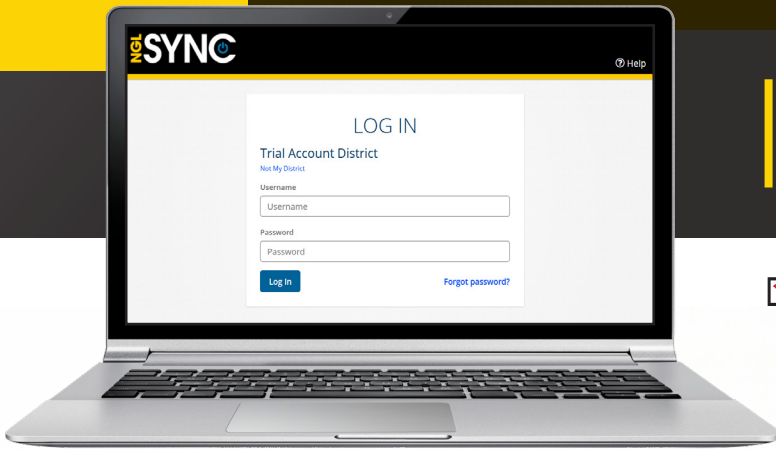 NGL SYNC
Help
LOG IN
Trial Account District
Not My District
Username
Username
Password
Password
Log In
Forgot password?